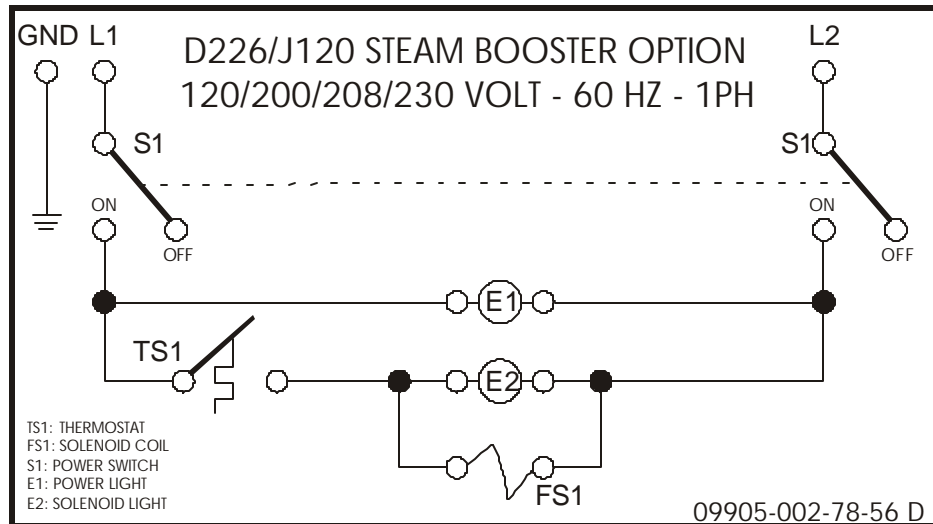 GND L1
D226/J120 STEAM BOOSTER OPTION
L2
120/200/208/230 VOLT - 60 HZ - 1PH
S1
S1
ON
OFF
ON
OFF
E1
TS1
E2
FS1
TS1: THERMOSTAT
FS1: SOLENOID COIL
S1: POWER SWITCH
E1: POWER LIGHT
E2: SOLENOID LIGHT
09905-002-78-56 D